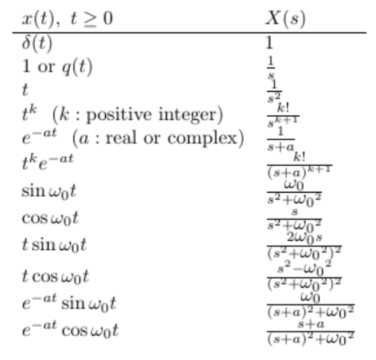 x(t), t ≥ 0 X(s)
δ(t) 1
1 or q(t) 1/s
t 1/s²
t^k (k : positive integer) k!/s^(k+1)
e^(−at) (a : real or complex) 1/(s+a)
t^k e^(−at) k!/(s+a)^(k+1)
sin ω₀t ω₀/(s²+ω₀²)
cos ω₀t s/(s²+ω₀²)
t sin ω₀t 2ω₀s/(s²+ω₀²)²
t cos ω₀t (s²−ω₀²)/(s²+ω₀²)²
e^(−at) sin ω₀t ω₀/((s+a)²+ω₀²)
e^(−at) cos ω₀t (s+a)/((s+a)²+ω₀²)